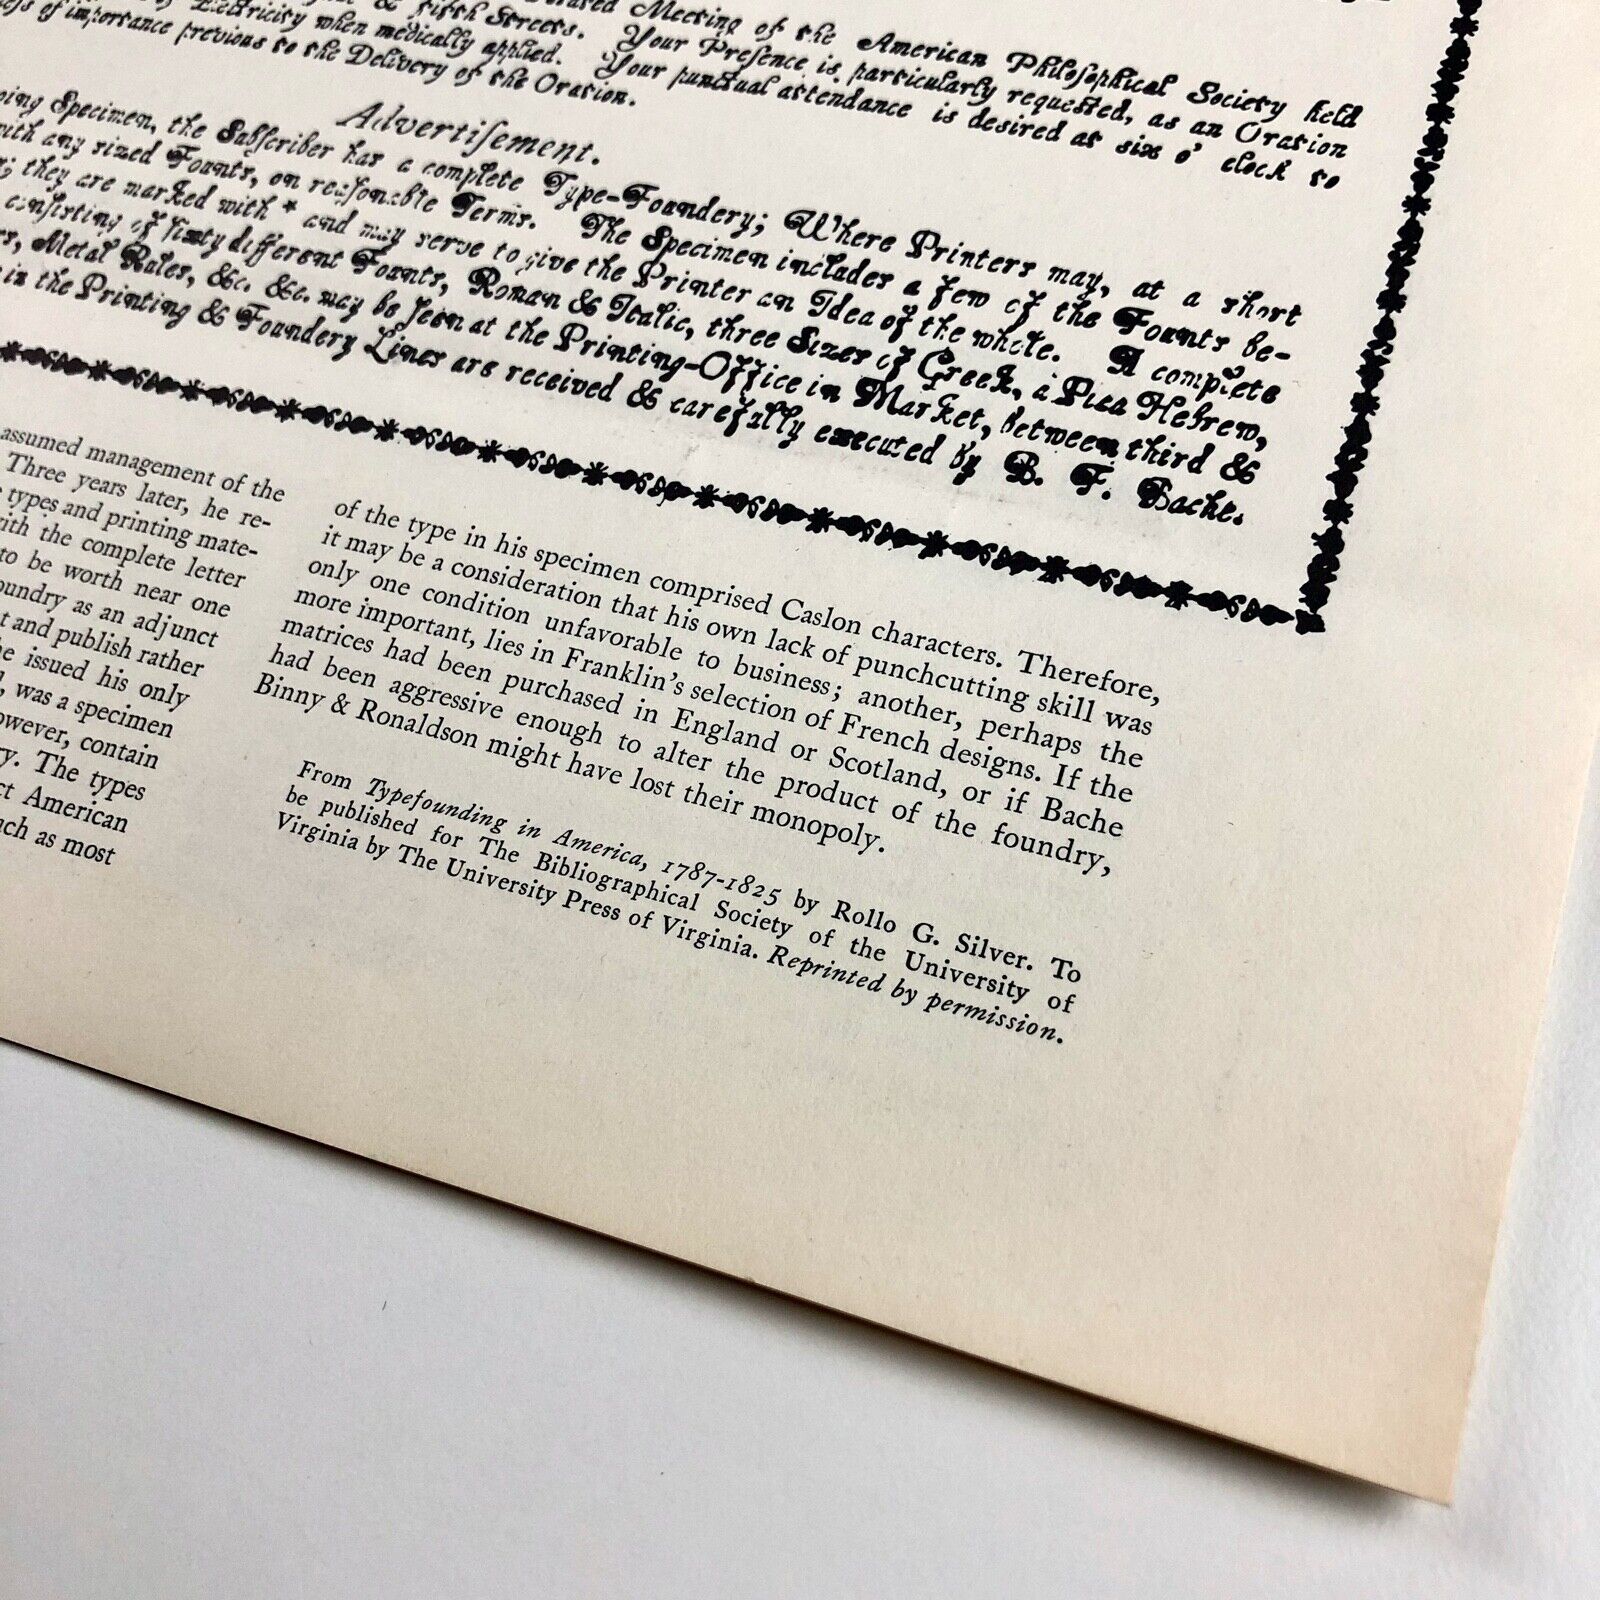 Meeting of the American Philoſophical Society held
& fifth Streets. Your Preſence is particularly requeſted, as an Oration
Electricity when medically applied. Your punctual attendance is desired at six o' clock to
of importance previous to the Delivery of the Oration.
Advertiſement.
Specimen, the Subſcriber has a complete Type-Foundery; Where Printers may, at a short
with any sized Founts, on reaſonable Terms. The Specimen includes a few of the Founts be-
they are marked with * and may serve to give the Printer an Idea of the whole. A complete
conſisting of ſixty different Founts, Roman & Italic, three Sizes of Greek, a Pica Hebrew,
Metal Rules, &c. &c. may be ſeen at the Printing-Office in Market, between third &
in the Printing & Foundery Lines are received & carefully executed by B. F. Bache.
assumed management of the
Three years later, he re-
types and printing mate-
with the complete letter
to be worth near one
foundry as an adjunct
and publish rather
issued his only
was a specimen
contain
The types
American
as most
of the type in his specimen comprised Caslon characters. Therefore,
it may be a consideration that his own lack of punchcutting skill was
only one condition unfavorable to business; another, perhaps the
more important, lies in Franklin's selection of French designs. If the
matrices had been purchased in England or Scotland, or if Bache
had been aggressive enough to alter the product of the foundry,
Binny & Ronaldson might have lost their monopoly.
From Typefounding in America, 1787-1825 by Rollo G. Silver. To
be published for The Bibliographical Society of the University of
Virginia by The University Press of Virginia. Reprinted by permission.